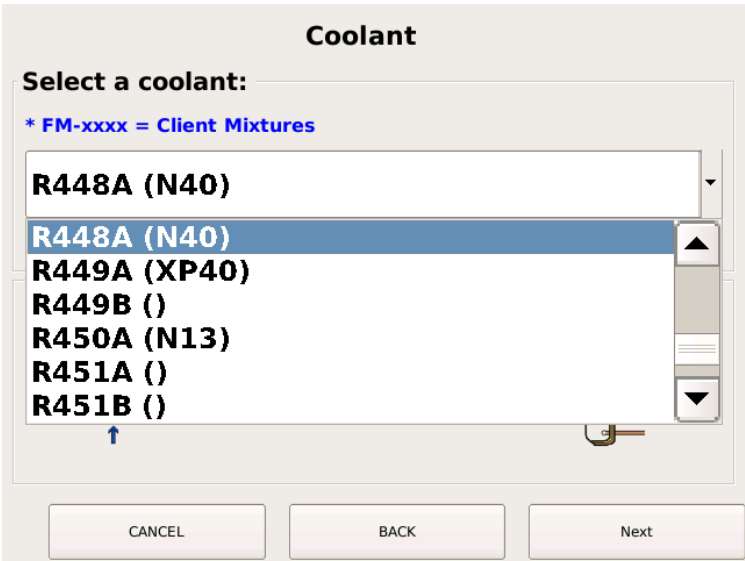 Coolant
Select a coolant:
* FM-xxxx = Client Mixtures
R448A (N40)
R448A (N40)
R449A (XP40)
R449B ()
R450A (N13)
R451A ()
R451B ()
CANCEL
BACK
Next